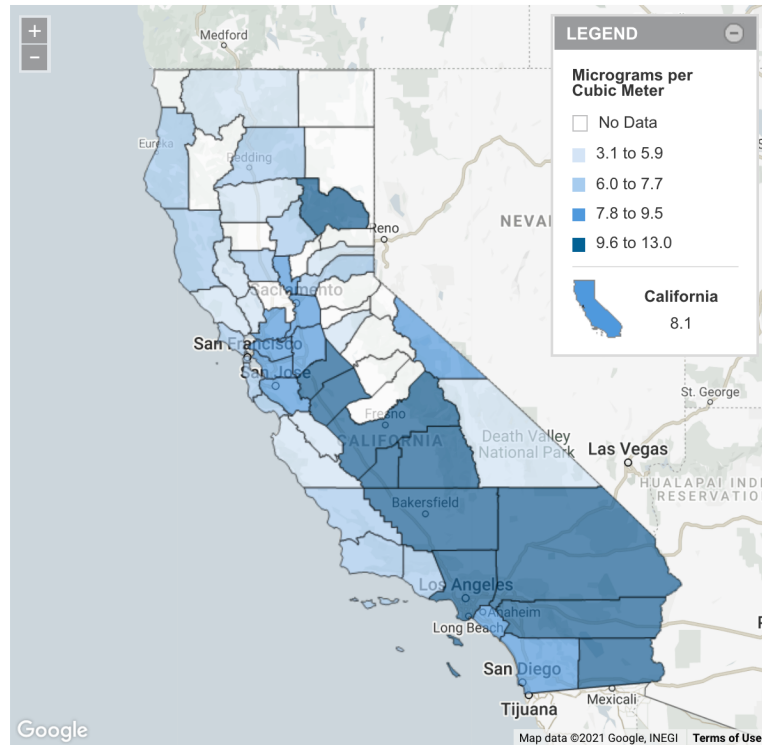 +
−
Medford
Eureka
Redding
Reno
NEVA
Sacramento
San Francisco
San Jose
Fresno
CALIFORNIA
Death Valley
National Park
Las Vegas
St. George
HUALAPAI INDI
RESERVATIO
Bakersfield
Los Angeles
Anaheim
Long Beach
San Diego
Tijuana
Mexicali
LEGEND
Micrograms per
Cubic Meter
No Data
3.1 to 5.9
6.0 to 7.7
7.8 to 9.5
9.6 to 13.0
California
8.1
Google
Map data ©2021 Google, INEGI Terms of Use